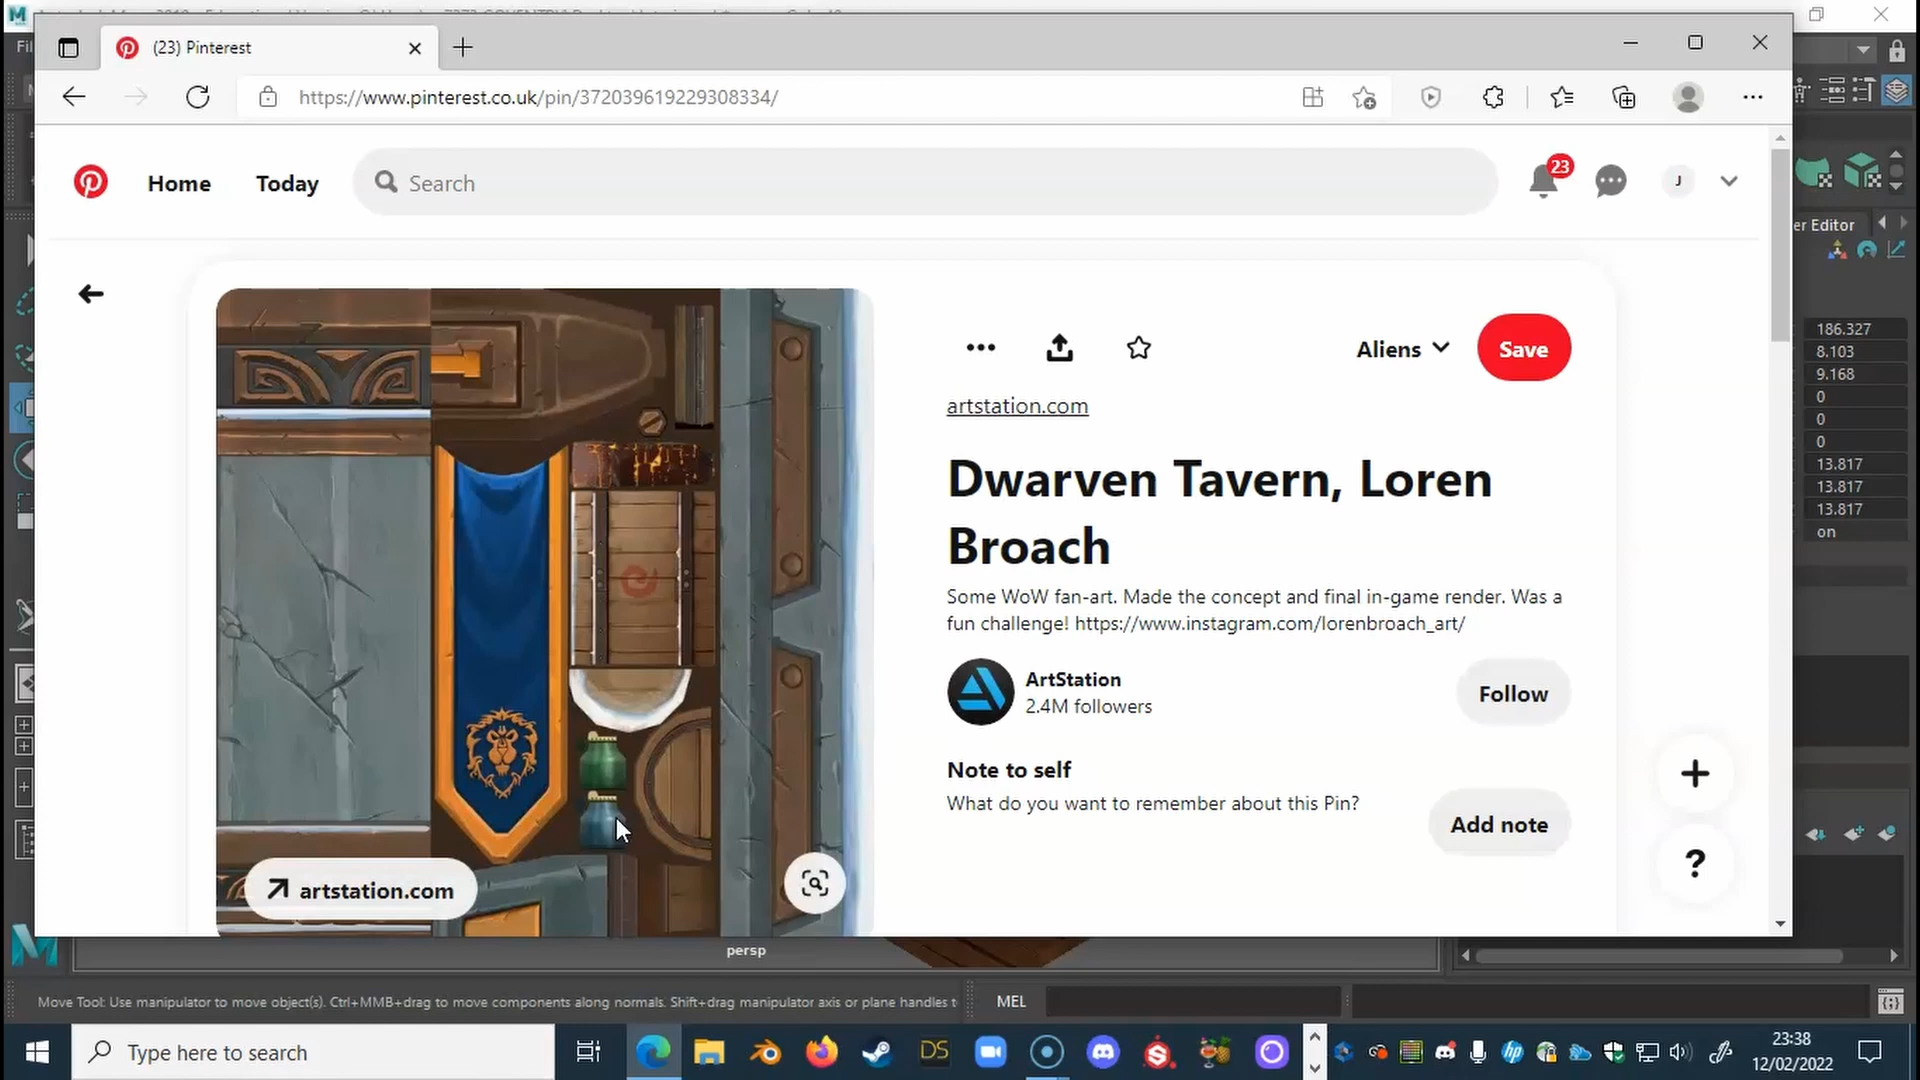 (23) Pinterest
https://www.pinterest.co.uk/pin/372039619229308334/
Home
Today
Search
23
J
er Editor
Aliens
Save
artstation.com
186.327
8.103
9.168
0
0
0
13.817
13.817
13.817
on
Dwarven Tavern, Loren
Broach
Some WoW fan-art. Made the concept and final in-game render. Was a
fun challenge! https://www.instagram.com/lorenbroach_art/
ArtStation
2.4M followers
Follow
Note to self
What do you want to remember about this Pin?
Add note
artstation.com
persp
Move Tool: Use manipulator to move object(s). Ctrl+MMB+drag to move components along normals. Shift+drag manipulator axis or plane handles t
MEL
Type here to search
DS
23:38
12/02/2022